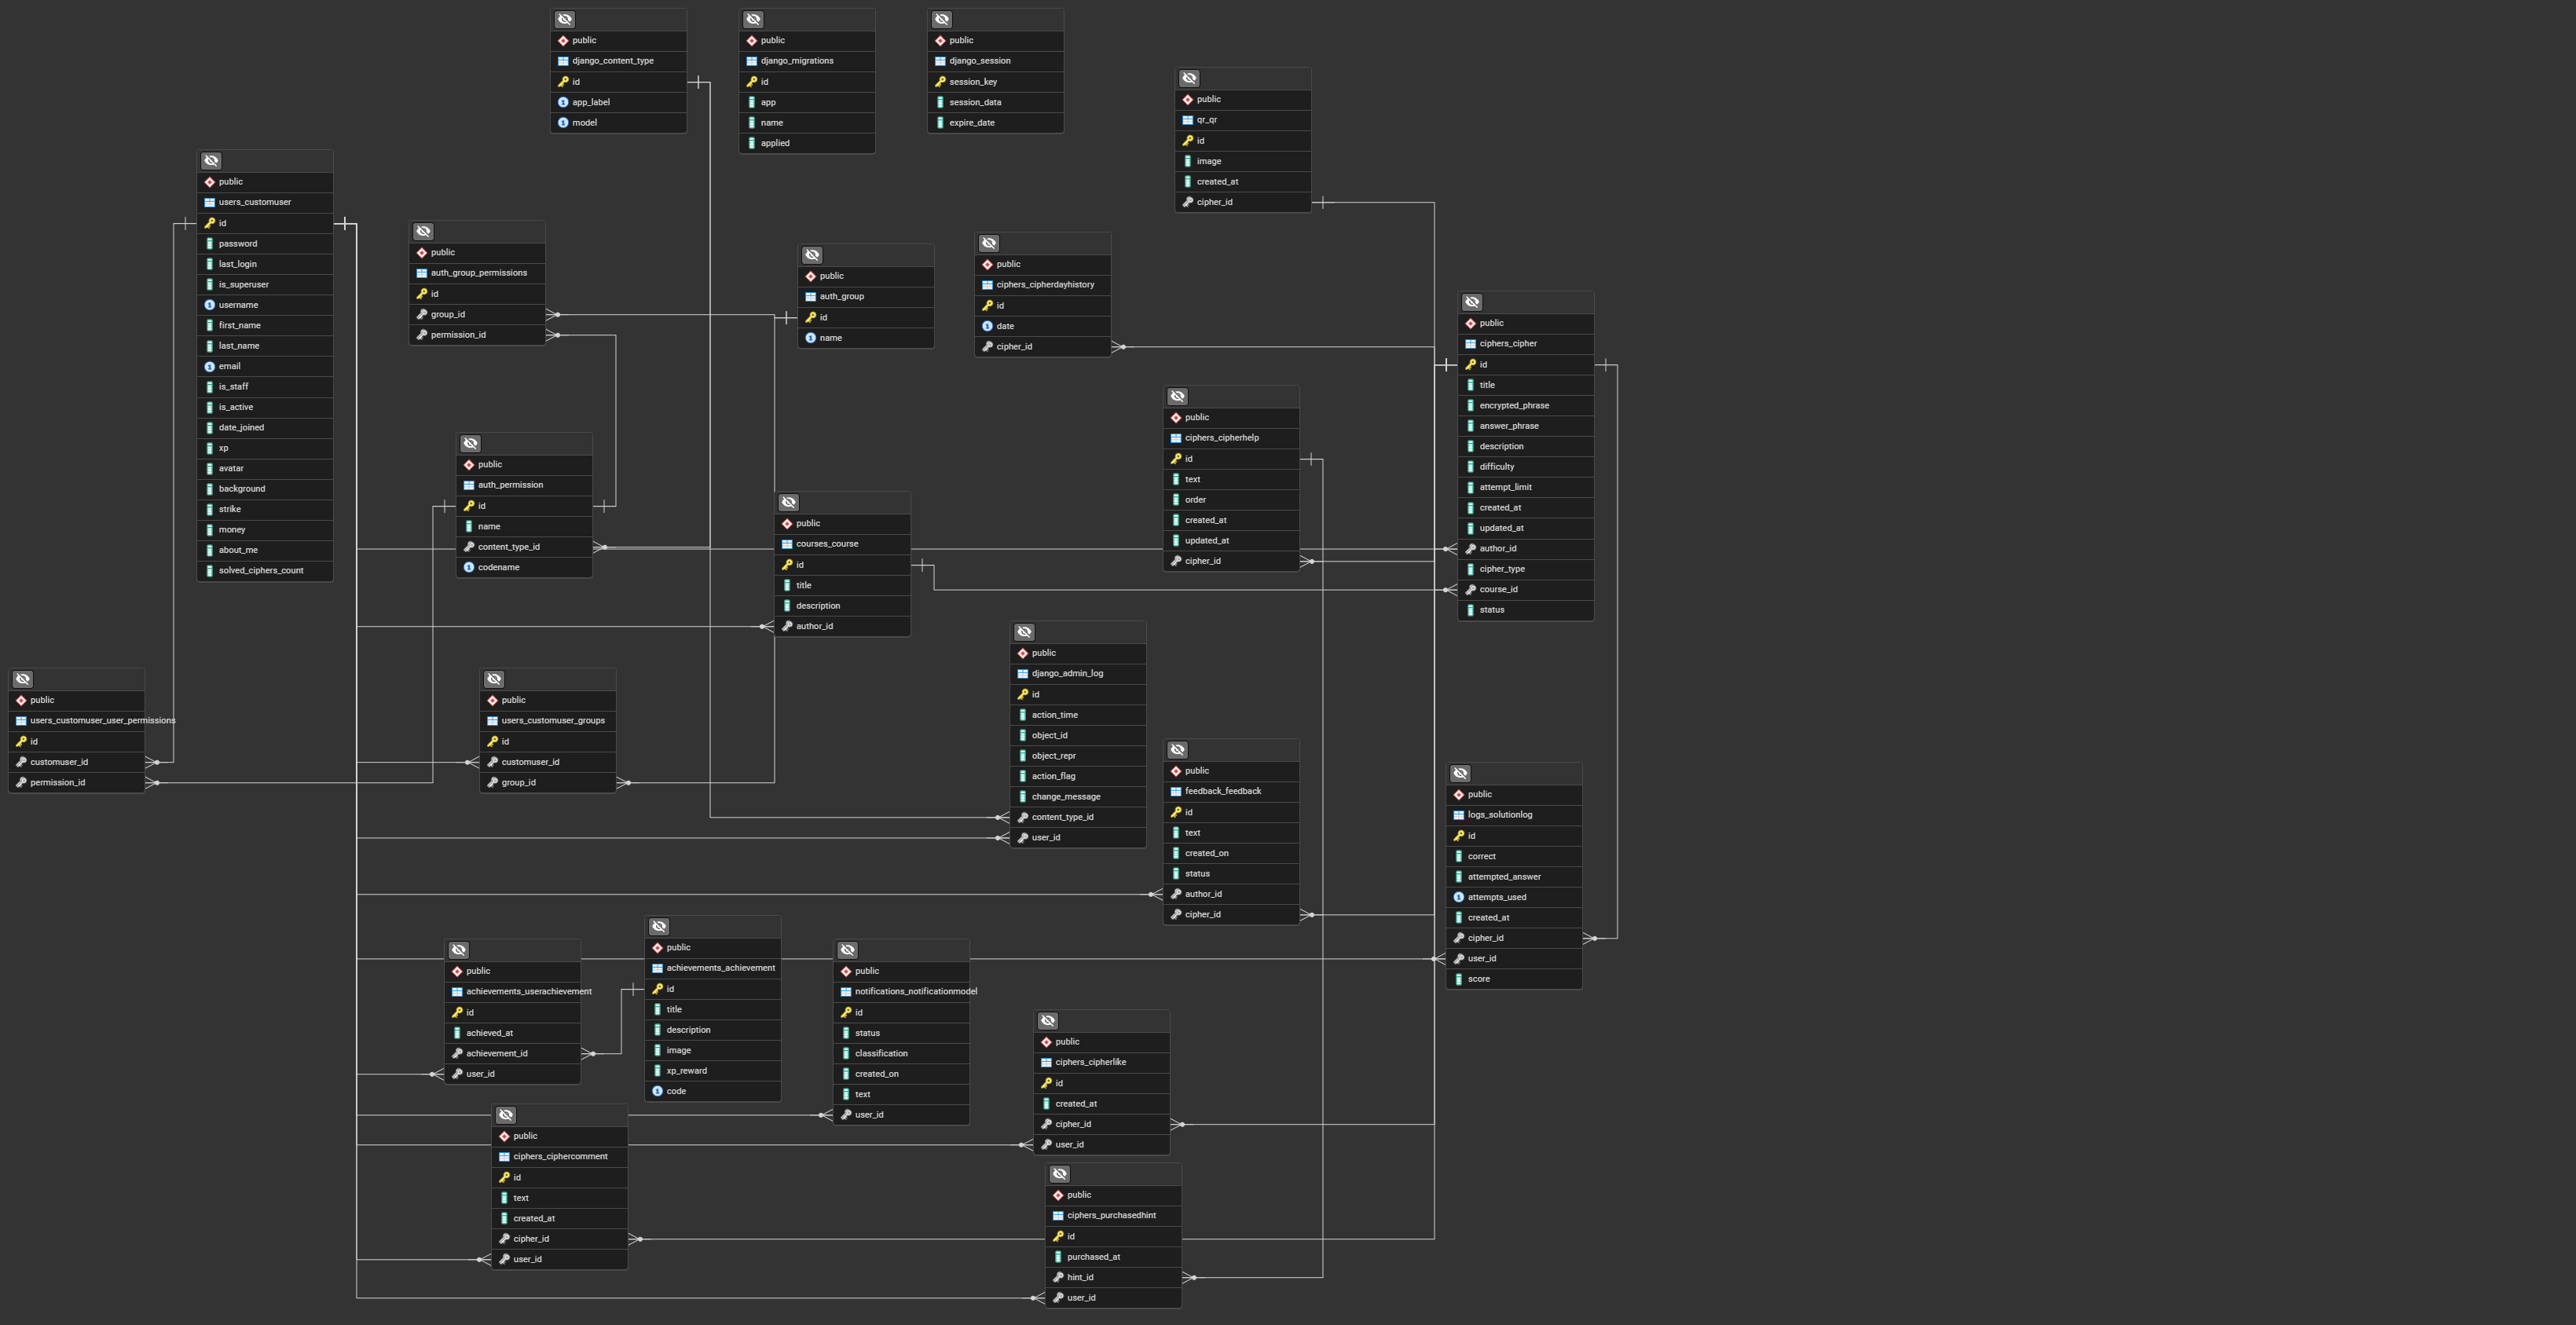 public
django_content_type
id
app_label
model
public
django_migrations
id
app
name
applied
public
django_session
session_key
session_data
expire_date
public
qr_qr
id
image
created_at
cipher_id
public
users_customuser
id
password
last_login
is_superuser
username
first_name
last_name
email
is_staff
is_active
date_joined
xp
avatar
background
strike
money
about_me
solved_ciphers_count
public
auth_group_permissions
id
group_id
permission_id
public
auth_group
id
name
public
ciphers_cipherdayhistory
id
date
cipher_id
public
ciphers_cipher
id
title
encrypted_phrase
answer_phrase
description
difficulty
attempt_limit
created_at
updated_at
author_id
cipher_type
course_id
status
public
ciphers_cipherhelp
id
text
order
created_at
updated_at
cipher_id
public
auth_permission
id
name
content_type_id
codename
public
courses_course
id
title
description
author_id
public
users_customuser_user_permissions
id
customuser_id
permission_id
public
users_customuser_groups
id
customuser_id
group_id
public
django_admin_log
id
action_time
object_id
object_repr
action_flag
change_message
content_type_id
user_id
public
feedback_feedback
id
text
created_on
status
author_id
cipher_id
public
logs_solutionlog
id
correct
attempted_answer
attempts_used
created_at
cipher_id
user_id
score
public
achievements_userachievement
id
achieved_at
achievement_id
user_id
public
achievements_achievement
id
title
description
image
xp_reward
code
public
notifications_notificationmodel
id
status
classification
created_on
text
user_id
public
ciphers_cipherlike
id
created_at
cipher_id
user_id
public
ciphers_ciphercomment
id
text
created_at
cipher_id
user_id
public
ciphers_purchasedhint
id
purchased_at
hint_id
user_id